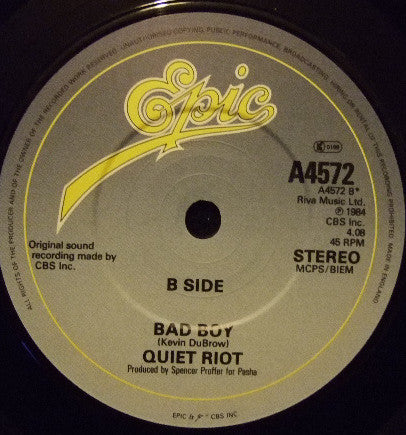 Epic
A4572
A4572 B*
Riva Music Ltd.
℗ 1984
CBS Inc.
4.08
45 RPM
STEREO
MCPS/BIEM
Original sound
recording made by
CBS Inc.
B SIDE
BAD BOY
(Kevin DuBrow)
QUIET RIOT
Produced by Spencer Proffer for Pasha
ALL RIGHTS OF THE PRODUCER AND OF THE OWNER OF THE RECORDED WORK RESERVED. UNAUTHORISED COPYING, PUBLIC PERFORMANCE, BROADCASTING, HIRING OR RENTAL OF THIS RECORDING PROHIBITED. MADE IN ENGLAND
EPIC & ® CBS INC